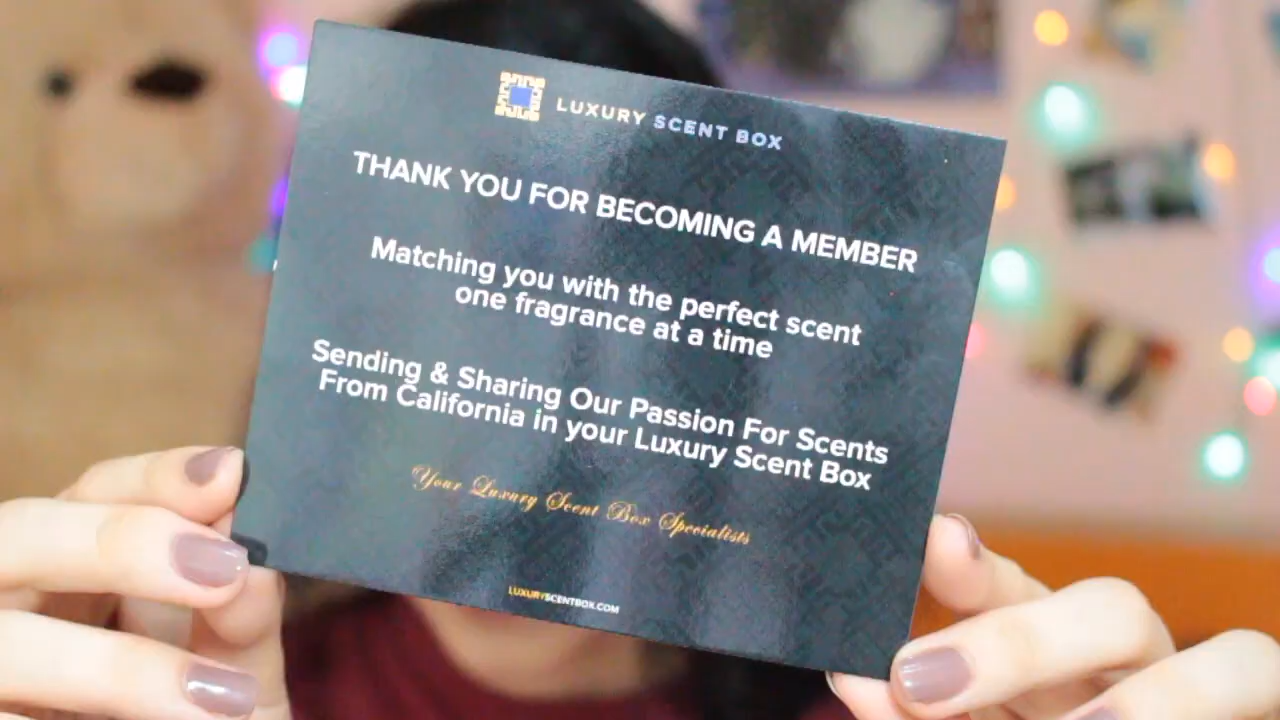 LUXURY SCENT BOX
THANK YOU FOR BECOMING A MEMBER
Matching you with the perfect scent
one fragrance at a time
Sending & Sharing Our Passion For Scents
From California in your Luxury Scent Box
Your Luxury Scent Box Specialists
LUXURYSCENTBOX.COM